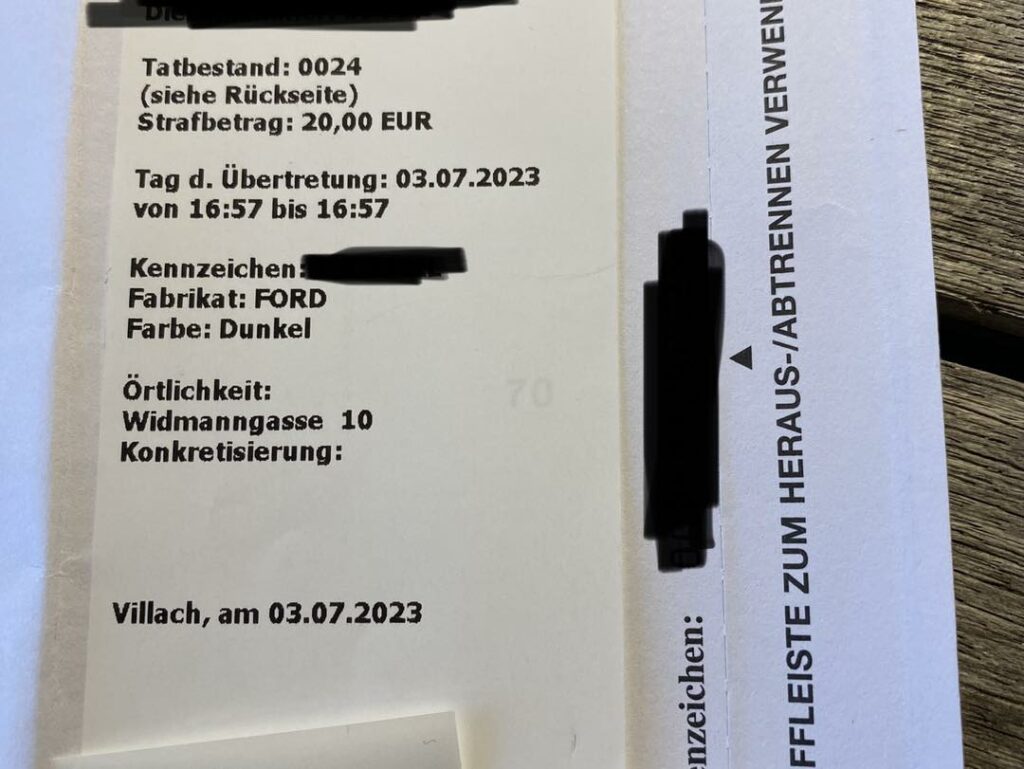 Tatbestand: 0024
(siehe Rückseite)
Strafbetrag: 20,00 EUR
Tag d. Übertretung: 03.07.2023
von 16:57 bis 16:57
Kennzeichen:
Fabrikat: FORD
Farbe: Dunkel
Örtlichkeit:
Widmanngasse 10
Konkretisierung:
70
Villach, am 03.07.2023
enzeichen:
FFLEISTE ZUM HERAUS-/ABTRENNEN VERWEN